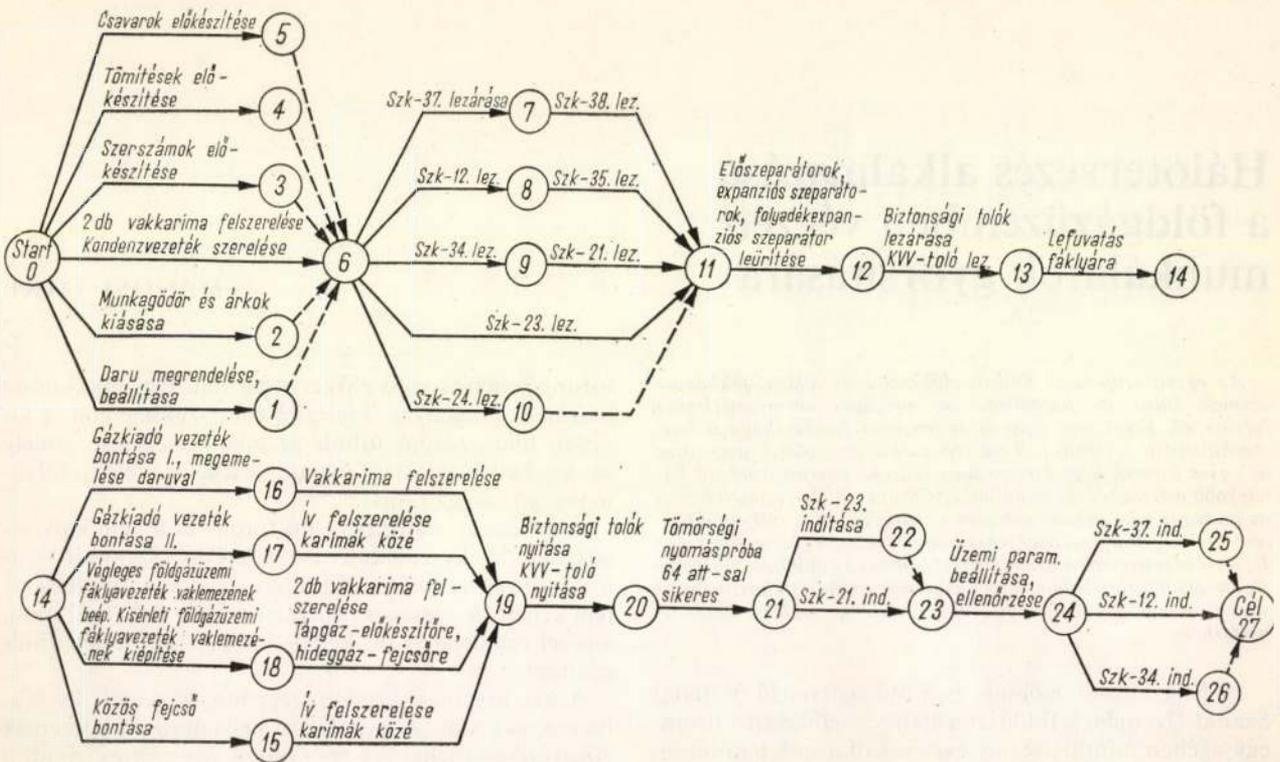 Csavarok előkészítése
5
Tömítések elő-
készítése
4
Szerszámok elő-
készítése
3
2 db vakkarima felszerelése
Kondenzvezeték szerelése
Start
0
6
Munkagödör és árkok
kiásása
2
Daru megrendelése,
beállítása
1
Szk-37. lezárása
7
Szk-38. lez.
Szk-12. lez.
8
Szk-35. lez.
Szk-34. lez.
9
Szk-21. lez.
Szk-23. lez.
Szk-24. lez.
10
11
Előszeparátorok,
expanziós szepará­to-
rok, folyadékexpan-
ziós szeparátor
leürítése
12
Biztonsági tolók
lezárása
KVV-toló lez.
13
Lefúvatás
fáklyára
14
Gázkiadó vezeték
bontása I., megeme-
lése daruval
16
Vakkarima felszerelése
Gázkiadó vezeték
bontása II.
17
Ív felszerelése
karimák közé
14
Végleges földgázüzemi
fáklyavezeték vaklemezének
beép. Kisérleti földgázüzemi
fáklyavezeték vaklemezé-
nek kiépítése
18
2 db vakkarima fel-
szerelése
Tápgáz-előkészítőre,
hideggáz-fejcsőre
Közös fejcső
bontása
15
Ív felszerelése
karimák közé
19
Biztonsági tolók
nyitása
KVV-toló
nyitása
20
Tömörségi
nyomáspróba
64 att-sal
sikeres
21
Szk-23.
indítása
22
Szk-21. ind.
23
Üzemi param.
beállítása,
ellenőrzése
24
Szk-37. ind.
25
Szk-12. ind.
Cél
27
Szk-34. ind.
26